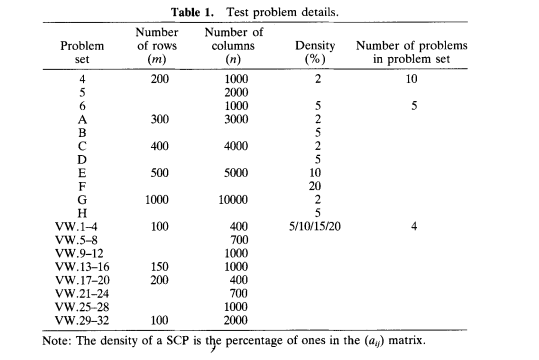 Table 1. Test problem details.
Number Number of
Problem of rows columns Density Number of problems
set (m) (n) (%) in problem set
4 200 1000 2 10
5 2000
6 1000 5 5
A 300 3000 2
B 5
C 400 4000 2
D 5
E 500 5000 10
F 20
G 1000 10000 2
H 5
VW.1–4 100 400 5/10/15/20 4
VW.5–8 700
VW.9–12 1000
VW.13–16 150 1000
VW.17–20 200 400
VW.21–24 700
VW.25–28 1000
VW.29–32 100 2000
Note: The density of a SCP is the percentage of ones in the (aij) matrix.